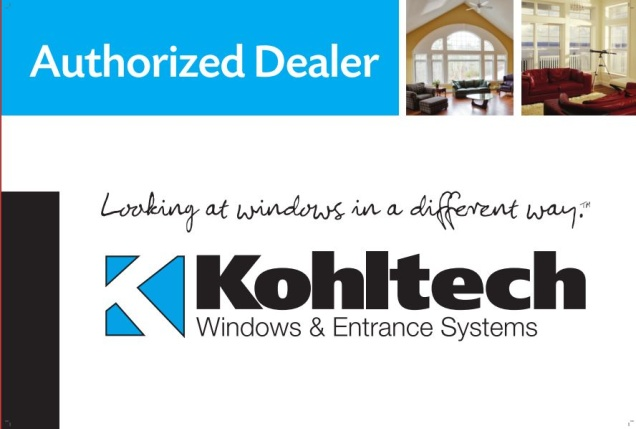 Authorized Dealer
Looking at windows in a different way.™
Kohltech
Windows & Entrance Systems